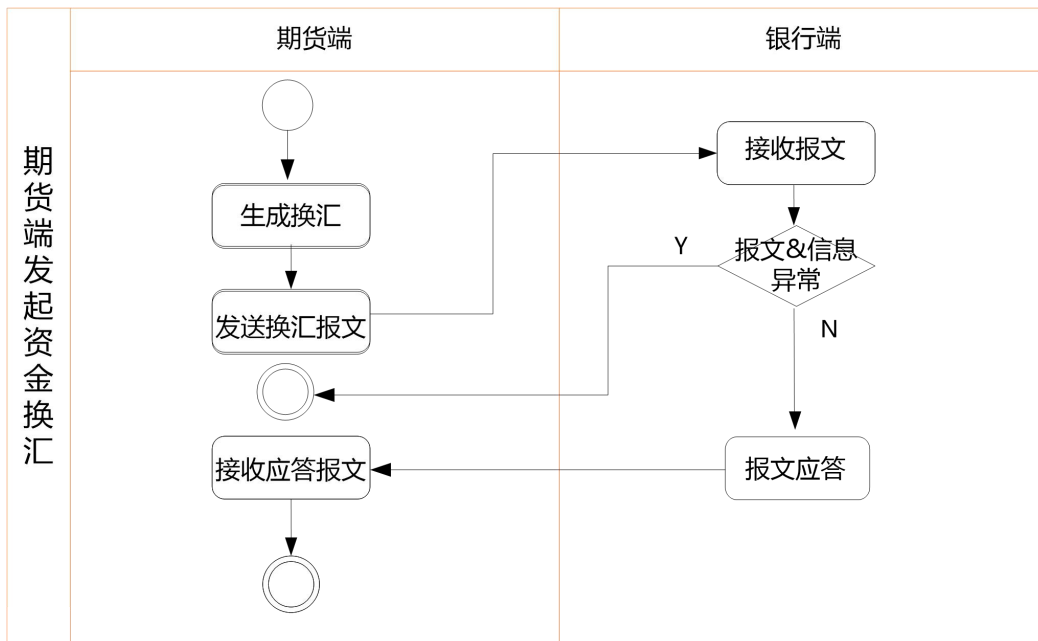 期货端
银行端
期货端发起资金换汇
接收报文
生成换汇
报文&信息
异常
Y
发送换汇报文
N
接收应答报文
报文应答